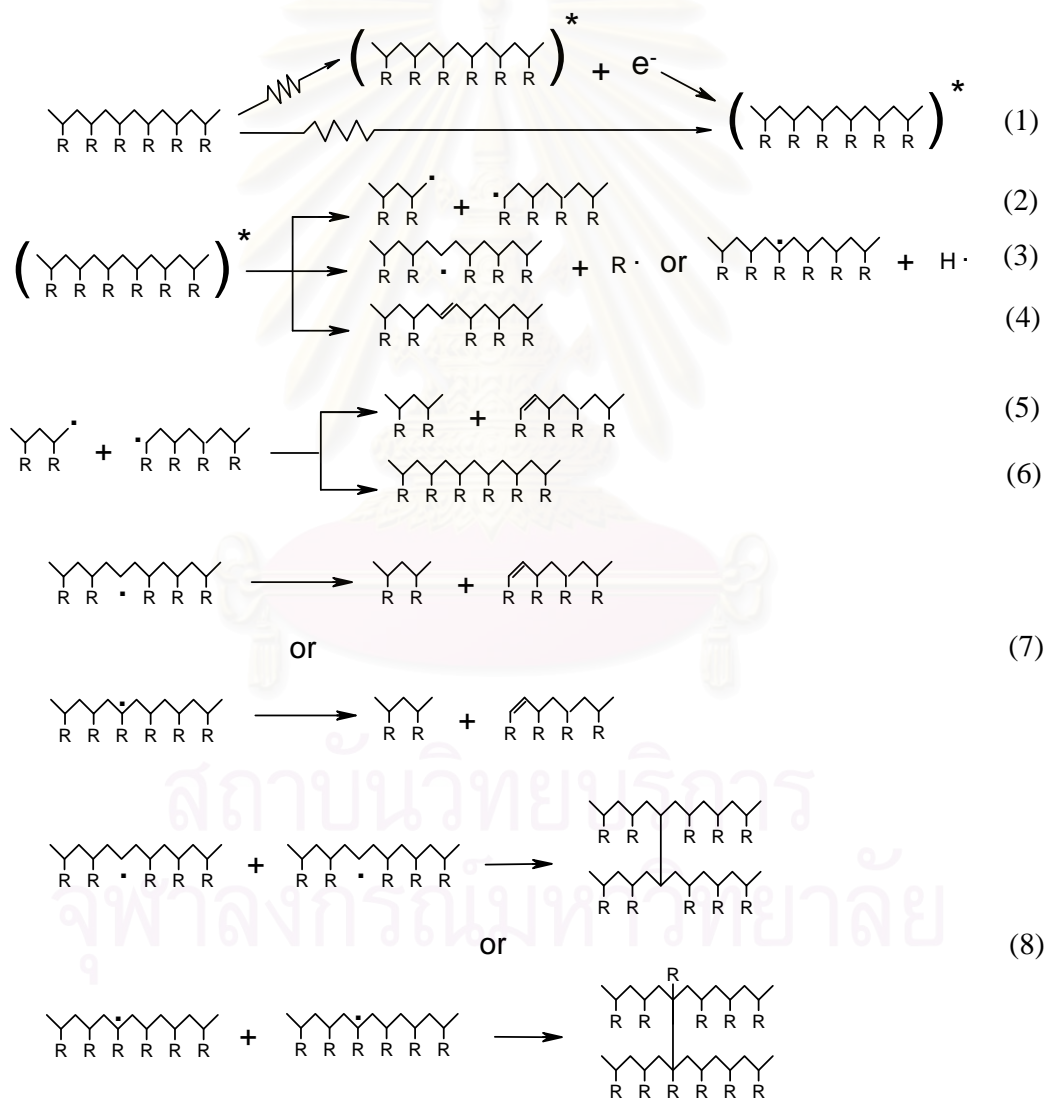 ( )* + e-
R R R R R R
R R R R R R ( )* (1)
R R R R R R
· + · (2)
R R R R R R
( )* · + R · or · + H · (3)
R R R R R R R R R R R R R R R R R
(4)
R R R R R
+ (5)
R R R R R R
· + ·
R R R R R R
(6)
R R R R R R
· +
R R R R R R R R R R R
or (7)
· +
R R R R R R R R R R R R
สถาบันวิทยบริการ
R R R R R
· + ·
R R R R R R R R R R R R R R R
จุฬาลงกรณ์มหาวิทยาลัย
or (8)
R
R R R R R
· + ·
R R R R R R R R R R R R
R R R R R R